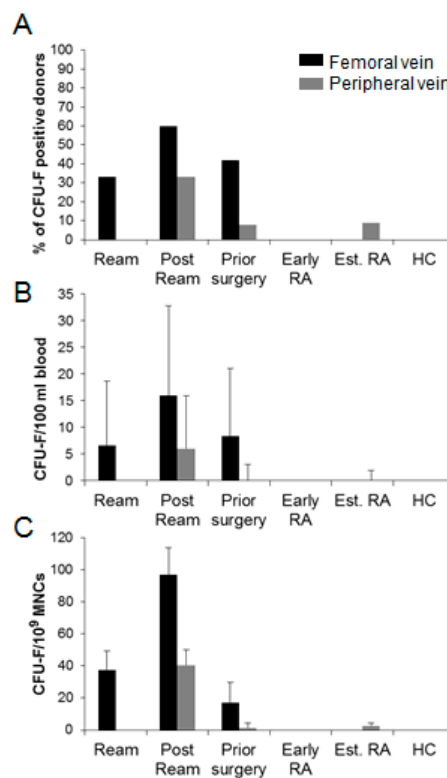 A
Femoral vein
Peripheral vein
% of CFU-F positive donors
100
90
80
70
60
50
40
30
20
10
0
Ream
Post Ream
Prior surgery
Early RA
Est. RA
HC
B
CFU-F/100 ml blood
35
30
25
20
15
10
5
0
Ream
Post Ream
Prior surgery
Early RA
Est. RA
HC
C
CFU-F/10⁹ MNCs
120
100
80
60
40
20
0
Ream
Post Ream
Prior surgery
Early RA
Est. RA
HC